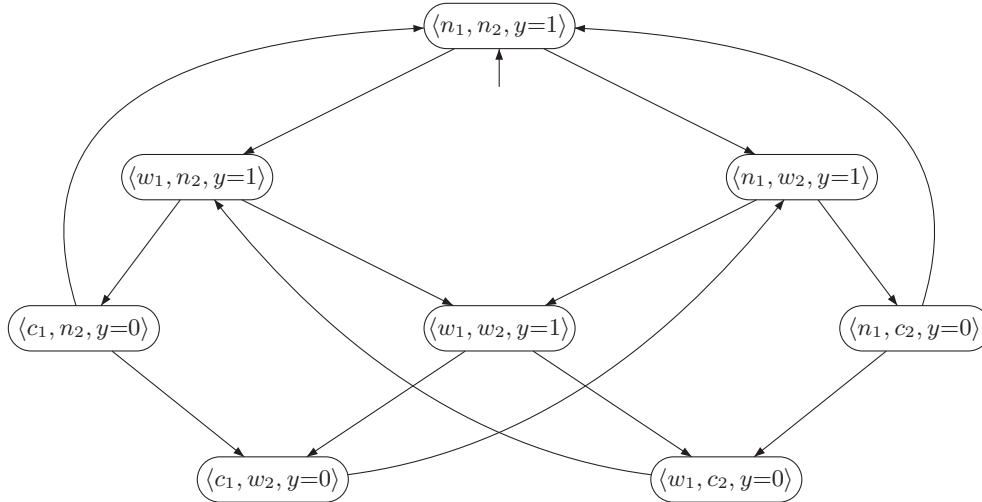 ⟨n₁, n₂, y=1⟩
⟨w₁, n₂, y=1⟩
⟨n₁, w₂, y=1⟩
⟨c₁, n₂, y=0⟩
⟨w₁, w₂, y=1⟩
⟨n₁, c₂, y=0⟩
⟨c₁, w₂, y=0⟩
⟨w₁, c₂, y=0⟩